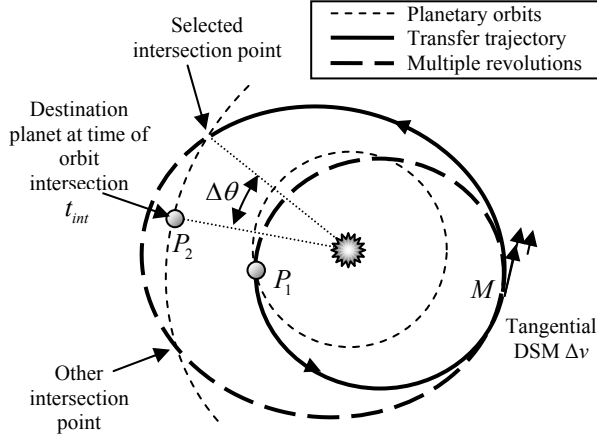 Selected
intersection point
Planetary orbits
Transfer trajectory
Multiple revolutions
Destination
planet at time of
orbit
intersection
t_int
Δθ
P_2
P_1
M
Tangential
DSM Δv
Other
intersection
point